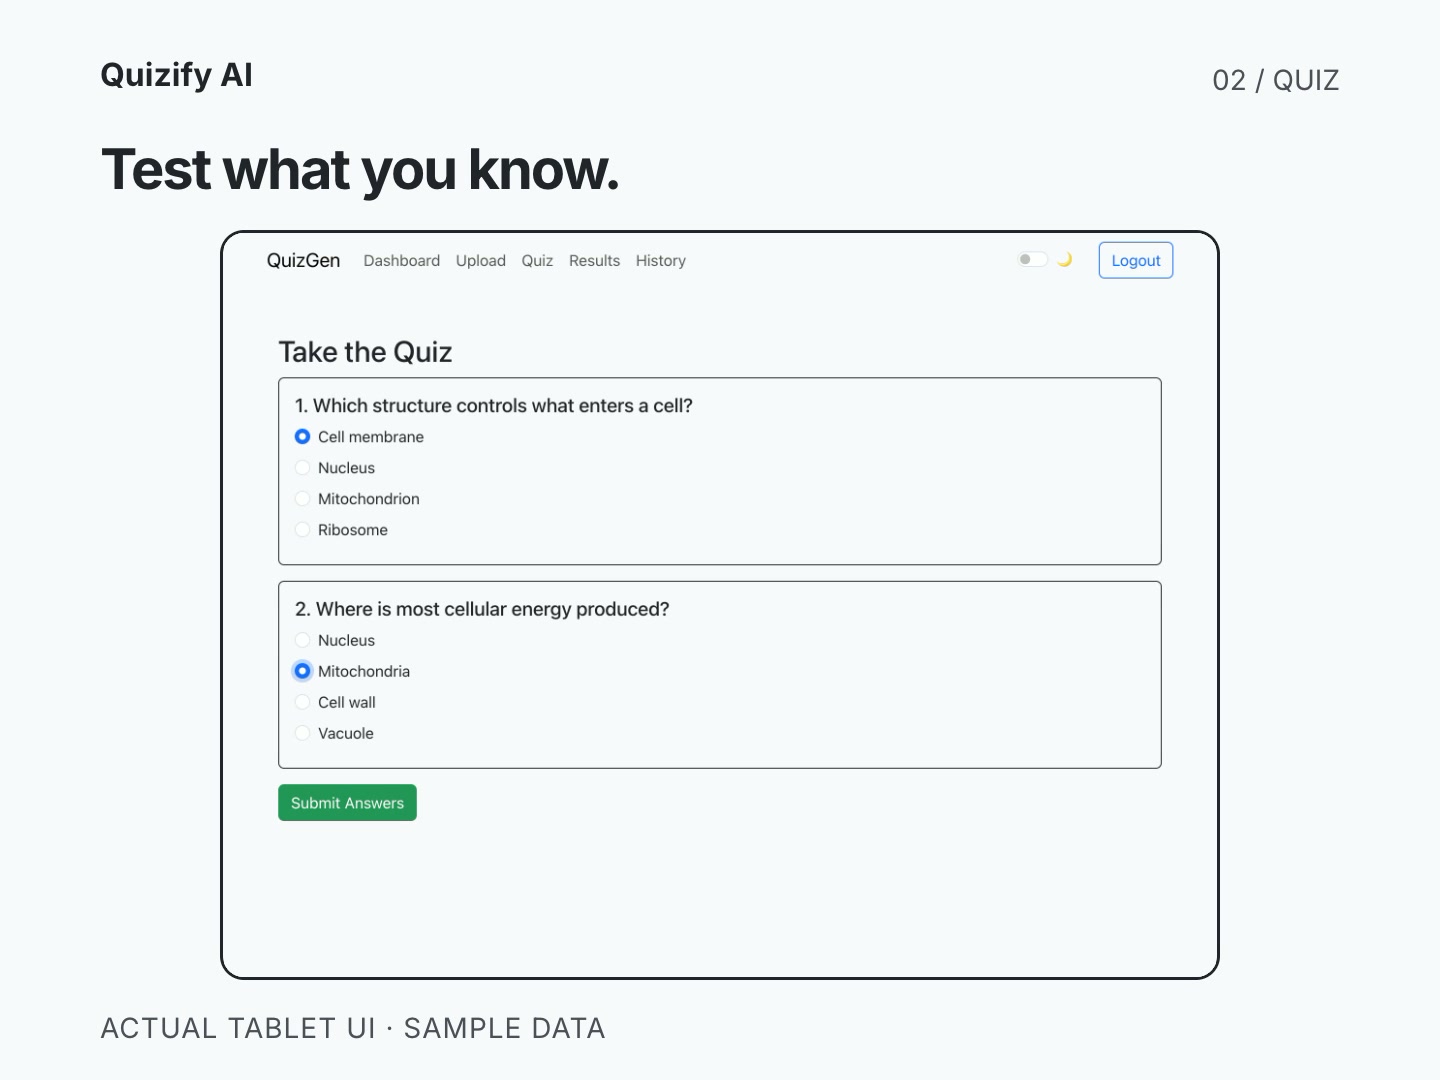 Quizify AI
02 / QUIZ
Test what you know.
QuizGen Dashboard Upload Quiz Results History 🌙 Logout
Take the Quiz
1. Which structure controls what enters a cell?
Cell membrane
Nucleus
Mitochondrion
Ribosome
2. Where is most cellular energy produced?
Nucleus
Mitochondria
Cell wall
Vacuole
Submit Answers
ACTUAL TABLET UI · SAMPLE DATA